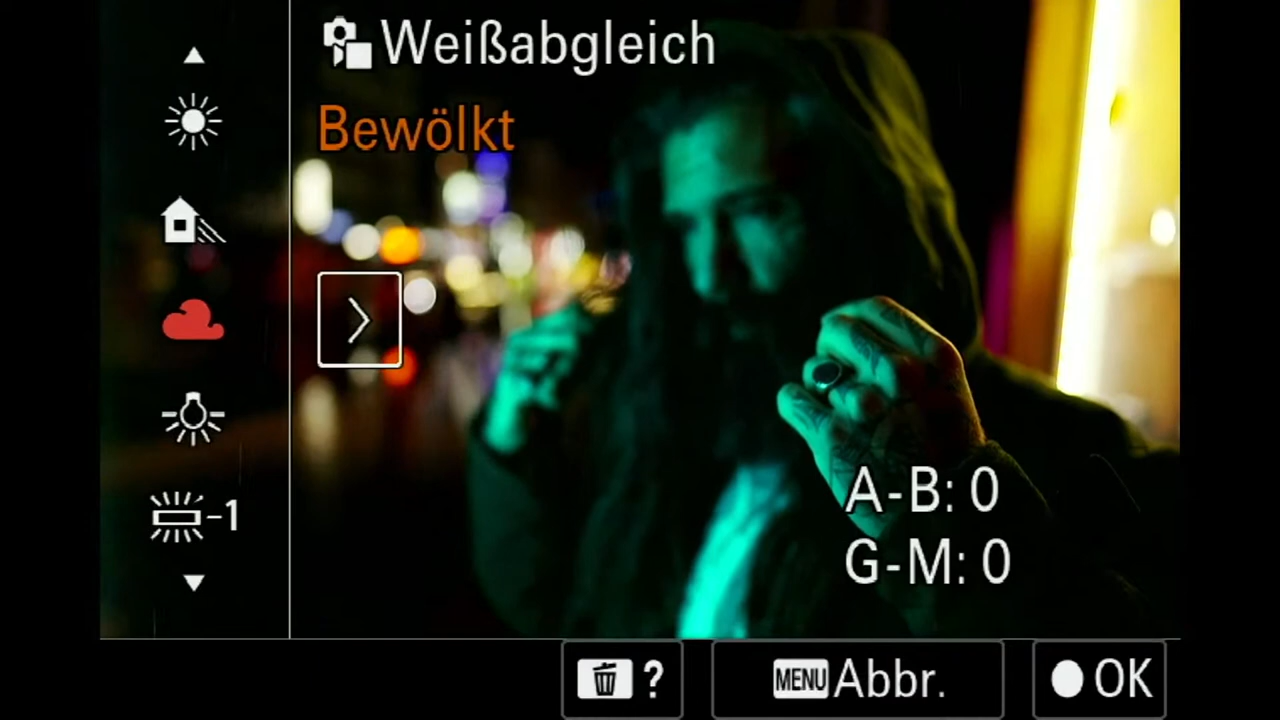 Weißabgleich
Bewölkt
-1
A-B: 0
G-M: 0
? MENU Abbr. OK